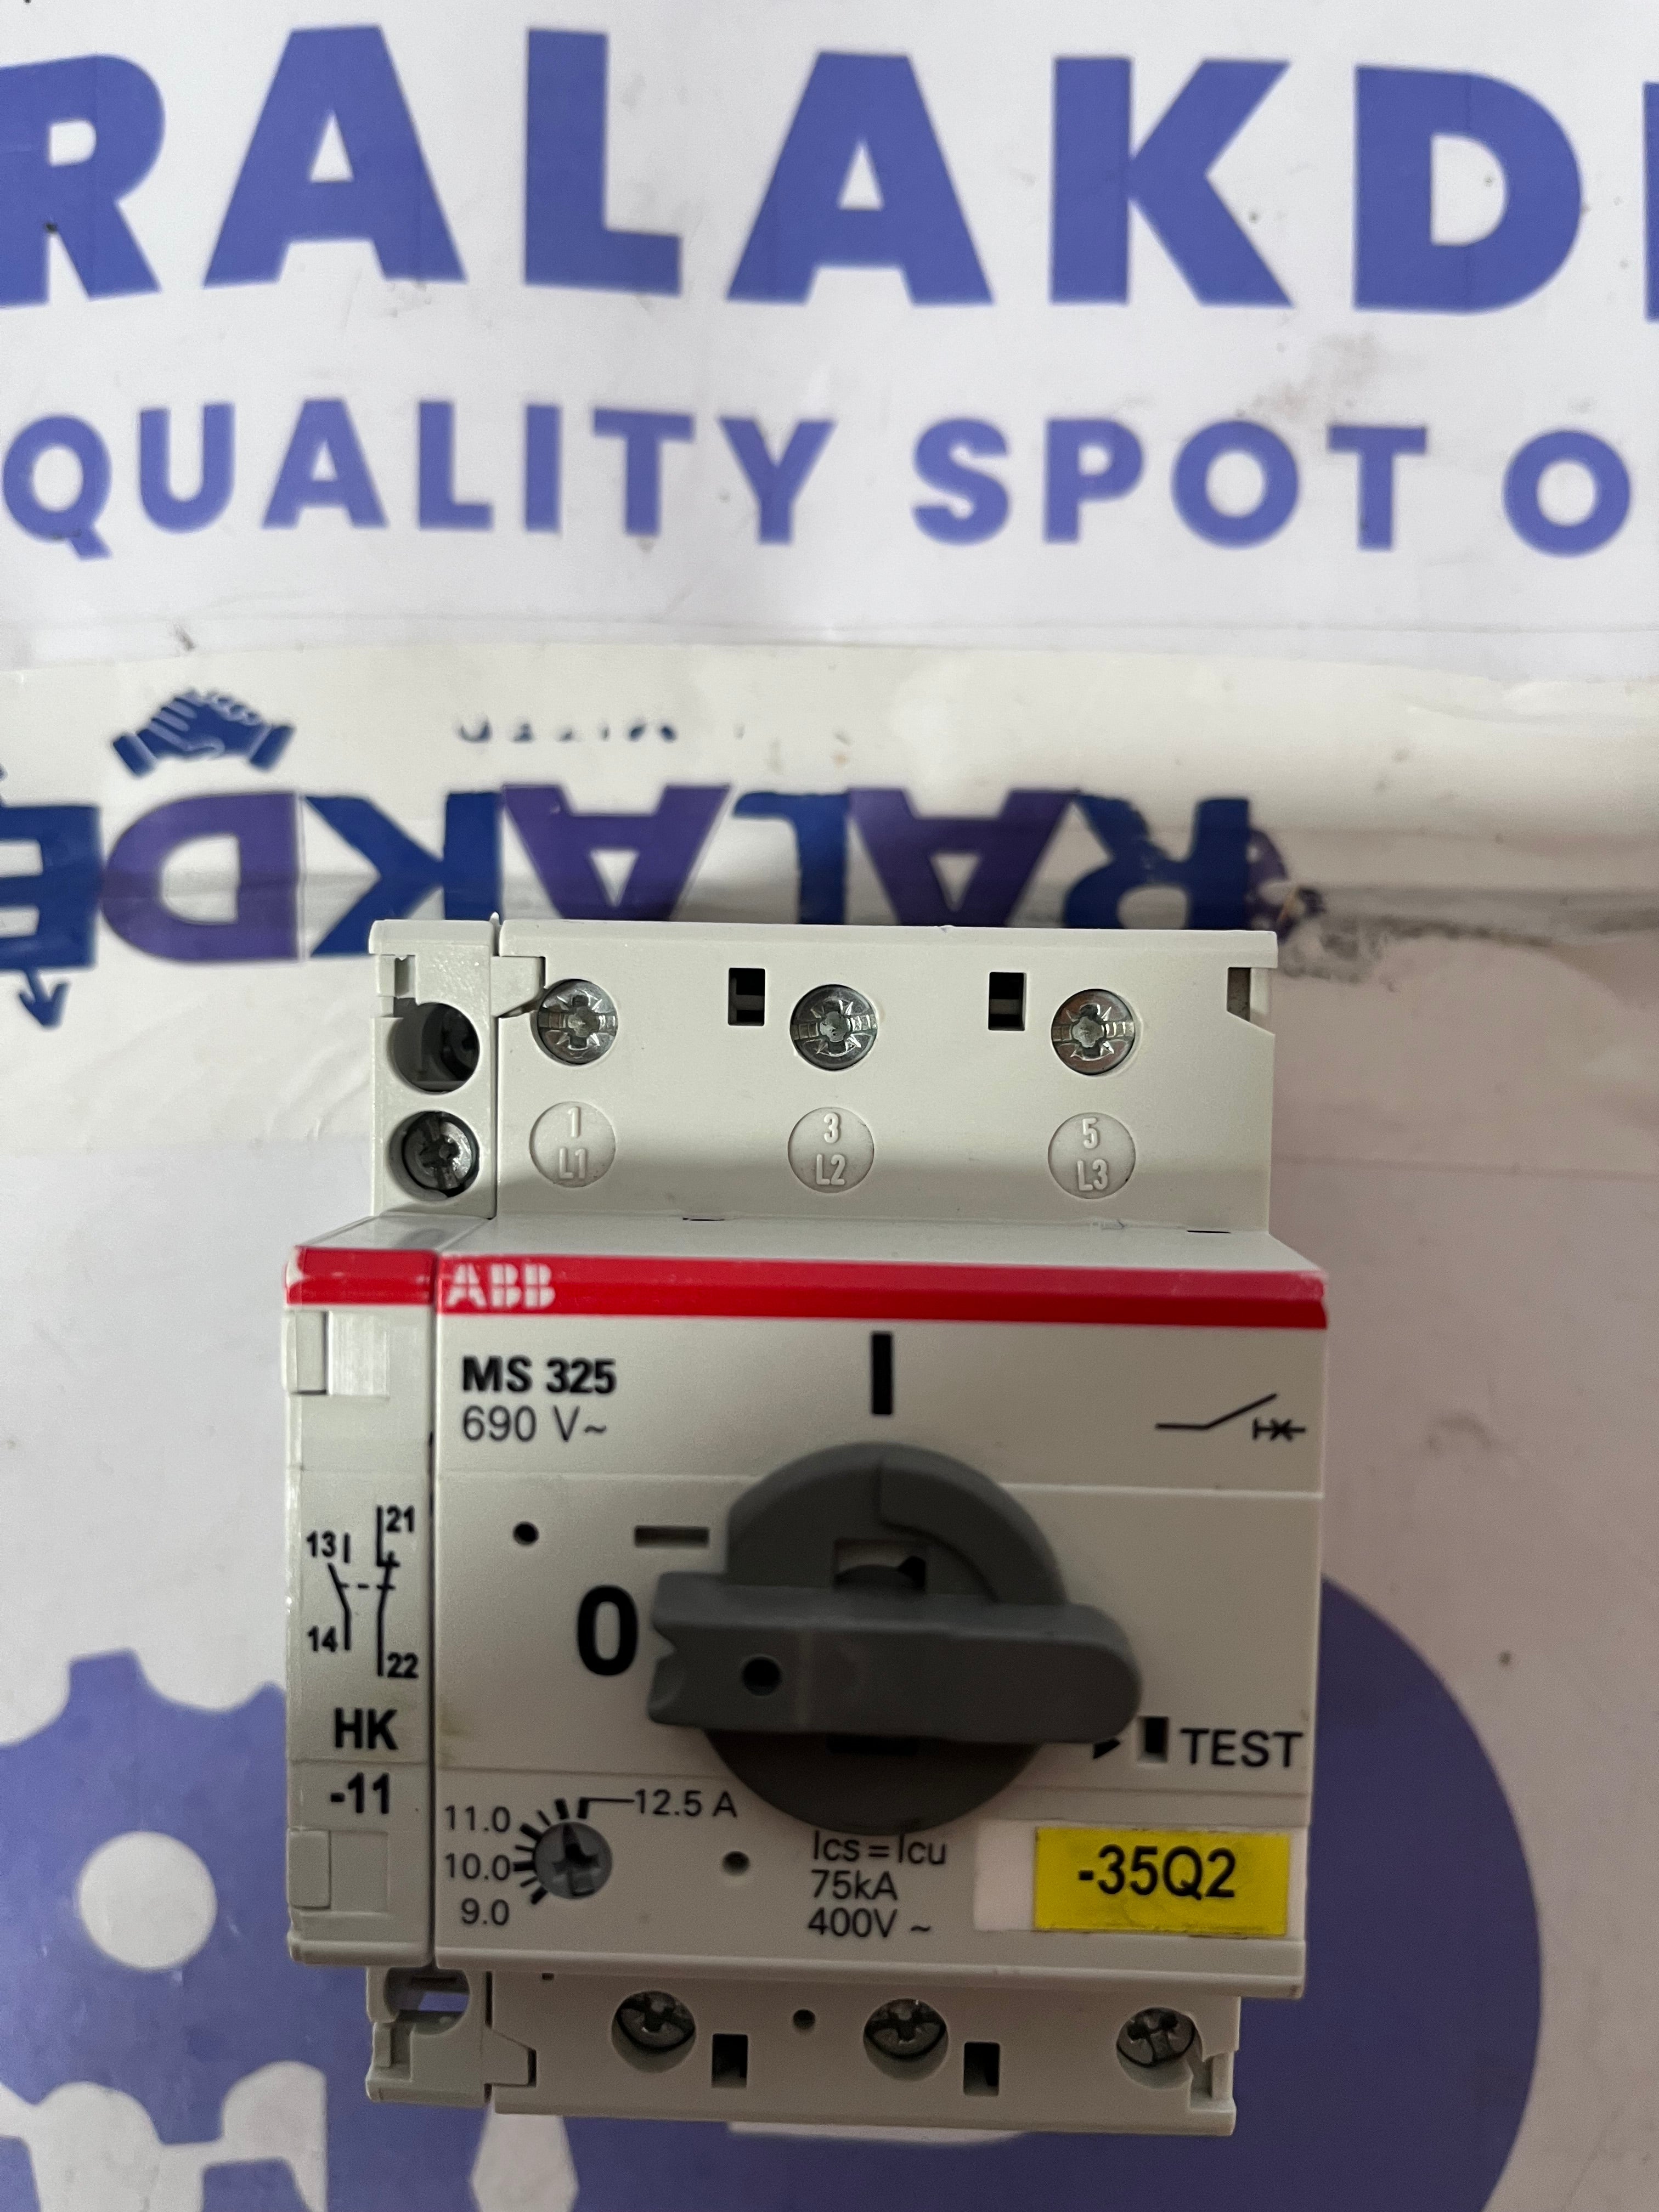 RALAKD
QUALITY SPOT O
RALAKDE
1
L1
3
L2
5
L3
ABB
MS 325
690 V~
I
0
TEST
13
21
14
22
HK
-11
12.5 A
11.0
10.0
9.0
Ics = Icu
75kA
400V ~
-35Q2